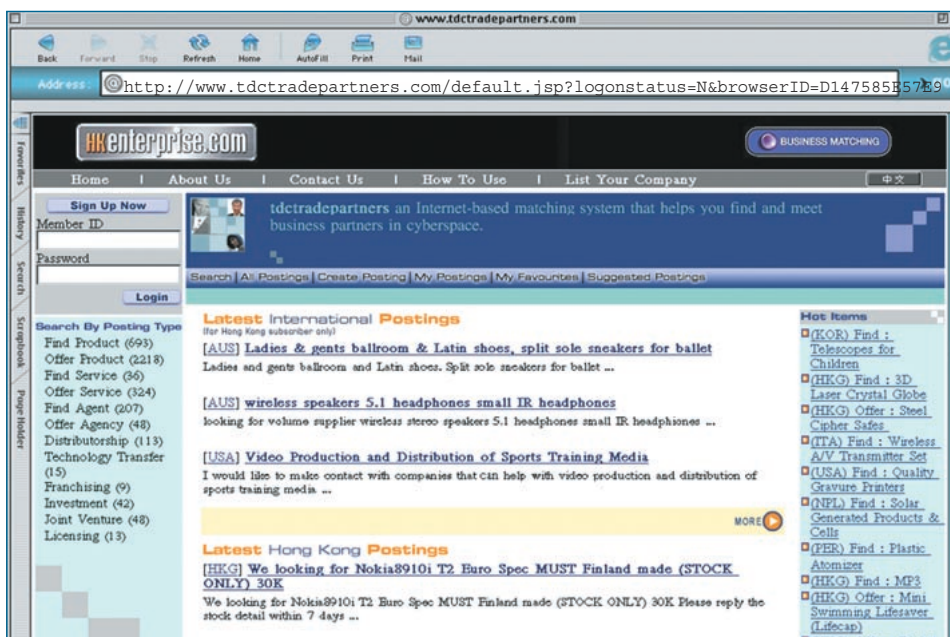 www.tdctradepartners.com
Back Forward Stop Refresh Home AutoFill Print Mail
Address: @http://www.tdctradepartners.com/default.jsp?logonstatus=N&browserID=D147585E57E9
Favorites
History
Search
Scrapbook
Page Holder
HKenterprise.com
BUSINESS MATCHING
Home | About Us | Contact Us | How To Use | List Your Company
中文
Sign Up Now
Member ID
Password
Login
tdctradepartners an Internet-based matching system that helps you find and meet
business partners in cyberspace.
Search | All Postings | Create Posting | My Postings | My Favourites | Suggested Postings
Search By Posting Type
Find Product (693)
Offer Product (2218)
Find Service (36)
Offer Service (324)
Find Agent (207)
Offer Agency (48)
Distributorship (113)
Technology Transfer
(15)
Franchising (9)
Investment (42)
Joint Venture (48)
Licensing (13)
Latest International Postings
(for Hong Kong subscriber only)
[AUS] Ladies & gents ballroom & Latin shoes, split sole sneakers for ballet
Ladies and gents ballroom and Latin shoes. Split sole sneakers for ballet ...
[AUS] wireless speakers 5.1 headphones small IR headphones
looking for volume supplier wireless stereo speakers 5.1 headphones small IR headphiones ...
[USA] Video Production and Distribution of Sports Training Media
I would like to make contact with companies that can help with video production and distribution of
sports training media ...
MORE
Latest Hong Kong Postings
[HKG] We looking for Nokia8910i T2 Euro Spec MUST Finland made (STOCK
ONLY) 30K
We looking for Nokia8910i T2 Euro Spec MUST Finland made (STOCK ONLY) 30K Please reply the
stock detail within 7 days ...
Hot Items
(KOR) Find :
Telescopes for
Children
(HKG) Find : 3D
Laser Crystal Globe
(HKG) Offer : Steel
Cipher Safes
(ITA) Find : Wireless
A/V Transmitter Set
(USA) Find : Quality
Gravure Printers
(NPL) Find : Solar
Generated Products &
Cells
(PER) Find : Plastic
Atomizer
(HKG) Find : MP3
(HKG) Offer : Mini
Swimming Lifesaver
(Lifecap)